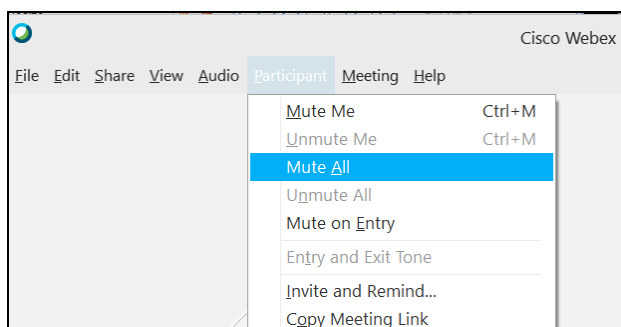 Cisco Webex
File Edit Share View Audio Participant Meeting Help
Mute Me Ctrl+M
Unmute Me Ctrl+M
Mute All
Unmute All
Mute on Entry
Entry and Exit Tone
Invite and Remind...
Copy Meeting Link